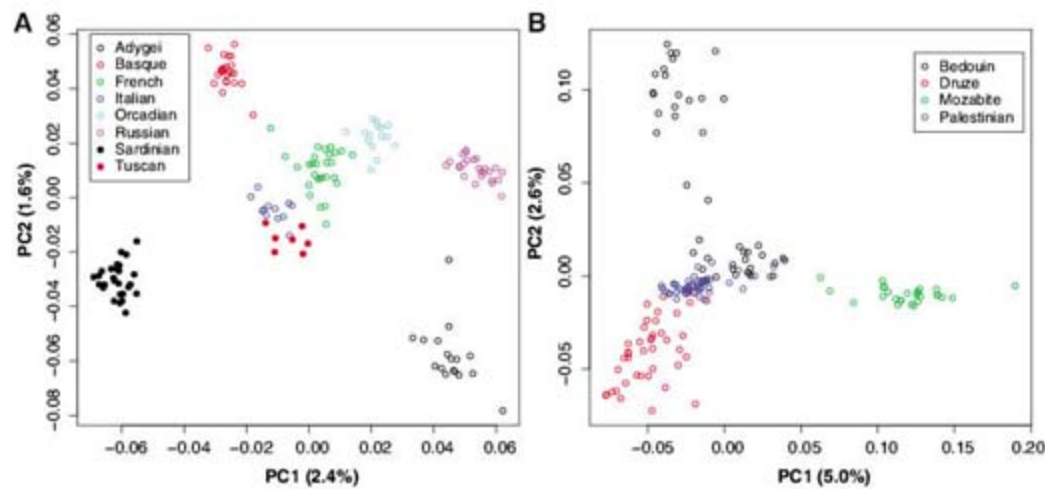 A
Adygei
Basque
French
Italian
Orcadian
Russian
Sardinian
Tuscan
PC2 (1.6%)
0.06
0.04
0.02
0.00
−0.02
−0.04
−0.06
−0.08
−0.06
−0.04
−0.02
0.00
0.02
0.04
0.06
PC1 (2.4%)
B
Bedouin
Druze
Mozabite
Palestinian
PC2 (2.6%)
0.10
0.05
0.00
−0.05
−0.05
0.00
0.05
0.10
0.15
0.20
PC1 (5.0%)